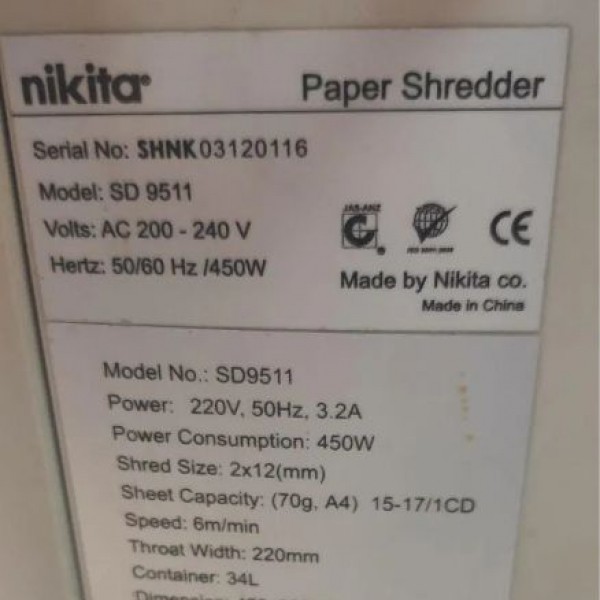 nikita®
Paper Shredder
Serial No: SHNK03120116
Model: SD 9511
Volts: AC 200 - 240 V
Hertz: 50/60 Hz /450W
JAS-ANZ
CE
Made by Nikita co.
Made in China
Model No.: SD9511
Power: 220V, 50Hz, 3.2A
Power Consumption: 450W
Shred Size: 2x12(mm)
Sheet Capacity: (70g, A4) 15-17/1CD
Speed: 6m/min
Throat Width: 220mm
Container: 34L